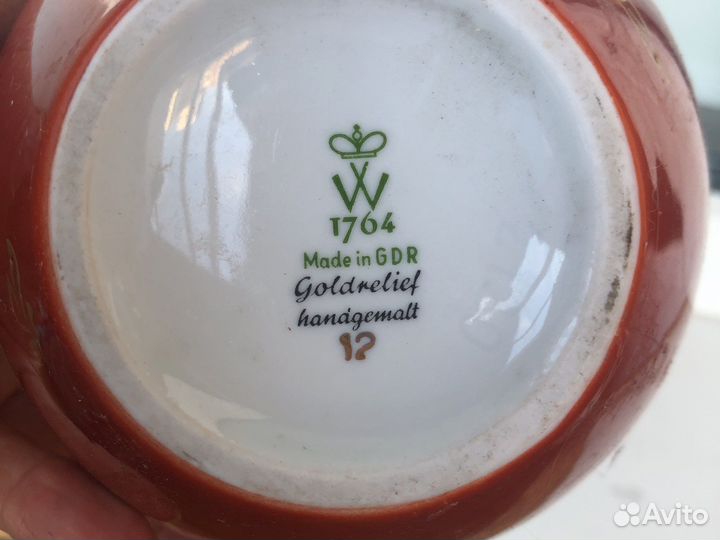 W
1764
Made in GDR
Goldrelief
handgemalt
12
Avito